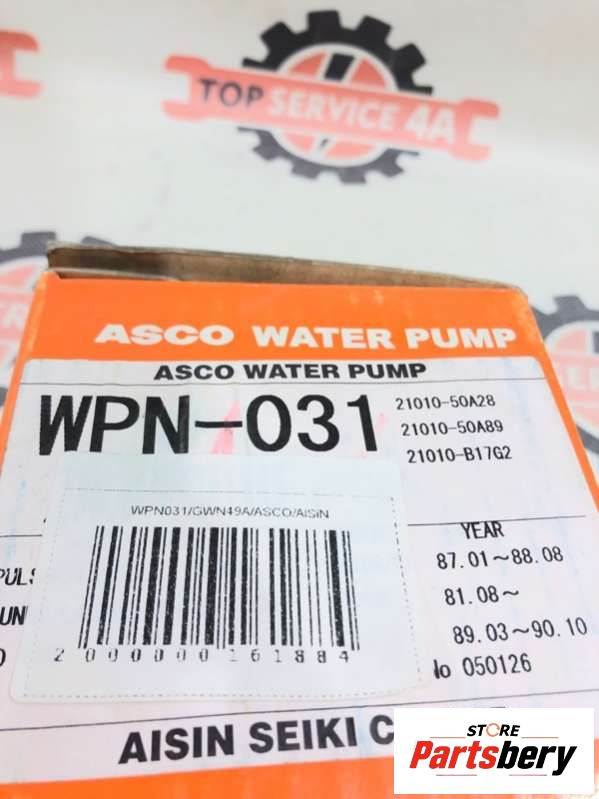 TOP SERVICE 4A
ASCO WATER PUMP
ASCO WATER PUMP
WPN-031
21010-50A28
21010-50A89
21010-B17G2
WPN031/GWN49A/ASCO/AISIN
2000000161884
YEAR
87.01~88.08
81.08~
89.03~90.10
No 050126
AISIN SEIKI C
STORE
Partsbery